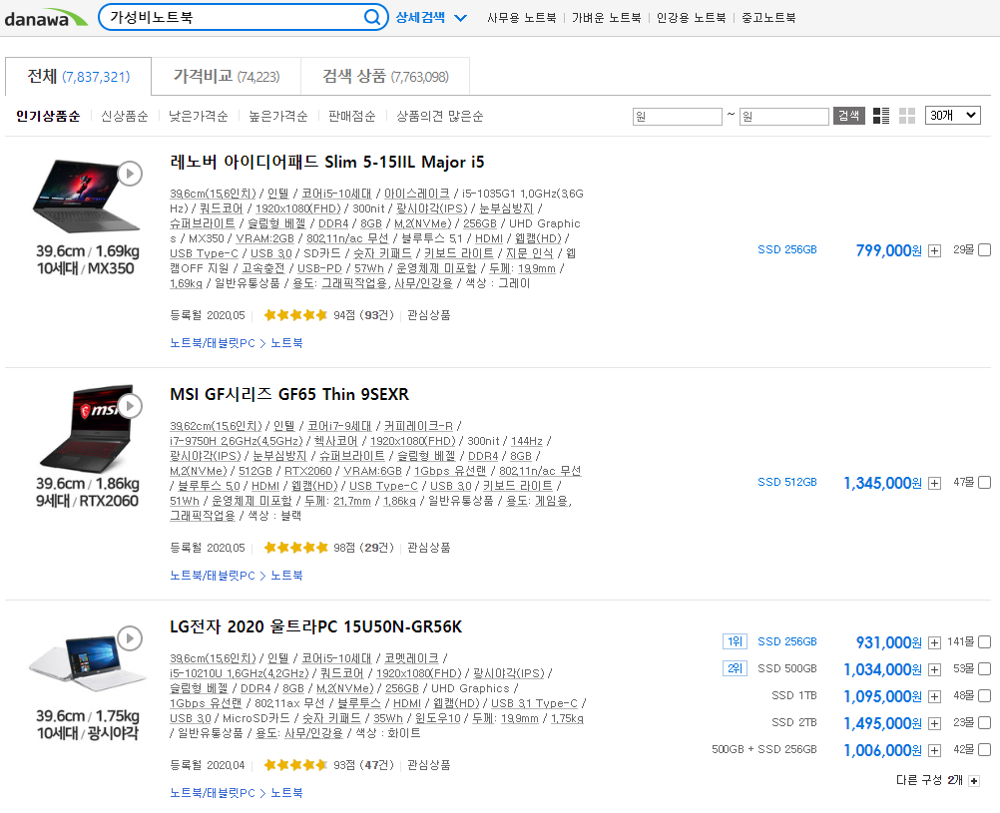 danawa 가성비노트북 상세검색 사무용 노트북 | 가벼운 노트북 | 인강용 노트북 | 중고노트북
전체 (7,837,321) 가격비교 (74,223) 검색 상품 (7,763,098)
인기상품순 신상품순 낮은가격순 높은가격순 판매점순 상품의견 많은순 원 ~ 원 검색 30개
레노버 아이디어패드 Slim 5-15IIL Major i5
39.6cm(15.6인치) / 인텔 / 코어i5-10세대 / 아이스레이크 / i5-1035G1 1.0GHz(3.6G
Hz) / 쿼드코어 / 1920x1080(FHD) / 300nit / 광시야각(IPS) / 눈부심방지 /
슈퍼브라이트 / 슬림형 베젤 / DDR4 / 8GB / M.2(NVMe) / 256GB / UHD Graphic
s / MX350 / VRAM:2GB / 802.11n/ac 무선 / 블루투스 5.1 / HDMI / 웹캠(HD) /
USB Type-C / USB 3.0 / SD카드 / 숫자 키패드 / 키보드 라이트 / 지문 인식 / 웹
캠OFF 지원 / 고속충전 / USB-PD / 57Wh / 운영체제 미포함 / 두께: 19.9mm /
1.69kg / 일반유통상품 / 용도: 그래픽작업용, 사무/인강용 / 색상 : 그레이
39.6cm / 1.69kg
10세대 / MX350
SSD 256GB 799,000원 29몰
등록월 2020.05 94점 (93건) 관심상품
노트북/태블릿PC > 노트북
MSI GF시리즈 GF65 Thin 9SEXR
39.62cm(15.6인치) / 인텔 / 코어i7-9세대 / 커피레이크-R /
i7-9750H 2.6GHz(4.5GHz) / 헥사코어 / 1920x1080(FHD) / 300nit / 144Hz /
광시야각(IPS) / 눈부심방지 / 슈퍼브라이트 / 슬림형 베젤 / DDR4 / 8GB /
M.2(NVMe) / 512GB / RTX2060 / VRAM:6GB / 1Gbps 유선랜 / 802.11n/ac 무선
/ 블루투스 5.0 / HDMI / 웹캠(HD) / USB Type-C / USB 3.0 / 키보드 라이트 /
51Wh / 운영체제 미포함 / 두께: 21.7mm / 1.86kg / 일반유통상품 / 용도: 게임용,
그래픽작업용 / 색상 : 블랙
msi
39.6cm / 1.86kg
9세대 / RTX2060
SSD 512GB 1,345,000원 47몰
등록월 2020.05 98점 (29건) 관심상품
노트북/태블릿PC > 노트북
LG전자 2020 울트라PC 15U50N-GR56K
39.6cm(15.6인치) / 인텔 / 코어i5-10세대 / 코멧레이크 /
i5-10210U 1.6GHz(4.2GHz) / 쿼드코어 / 1920x1080(FHD) / 광시야각(IPS) /
슬림형 베젤 / DDR4 / 8GB / M.2(NVMe) / 256GB / UHD Graphics /
1Gbps 유선랜 / 802.11ax 무선 / 블루투스 / HDMI / 웹캠(HD) / USB 3.1 Type-C /
USB 3.0 / MicroSD카드 / 숫자 키패드 / 35Wh / 윈도우10 / 두께: 19.9mm / 1.75kg
/ 일반유통상품 / 용도: 사무/인강용 / 색상 : 화이트
39.6cm / 1.75kg
10세대 / 광시야각
1위 SSD 256GB 931,000원 141몰
2위 SSD 500GB 1,034,000원 53몰
SSD 1TB 1,095,000원 48몰
SSD 2TB 1,495,000원 23몰
500GB + SSD 256GB 1,006,000원 42몰
다른 구성 2개
등록월 2020.04 93점 (47건) 관심상품
노트북/태블릿PC > 노트북